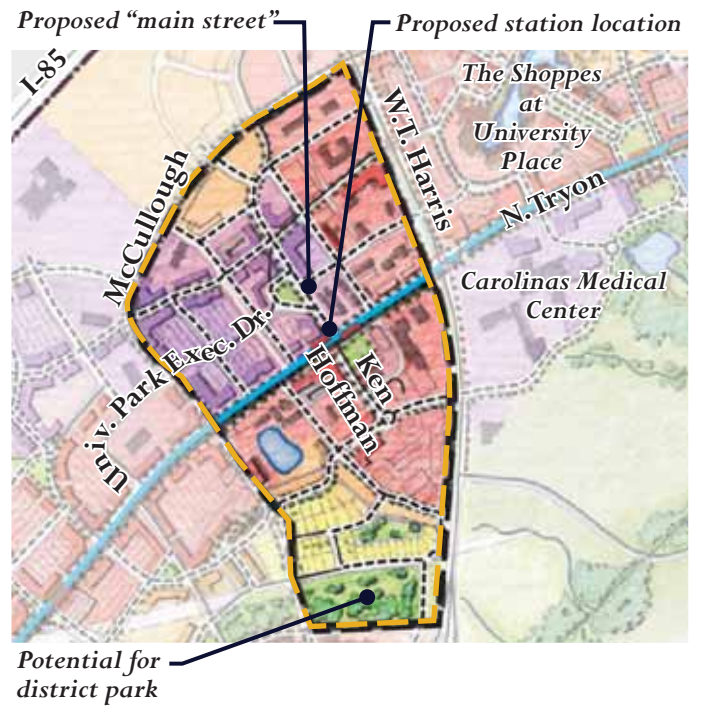 Proposed “main street”
Proposed station location
I-85
The Shoppes
at
University
Place
W.T. Harris
McCullough
N.Tryon
Carolinas Medical
Center
Univ. Park Exec. Dr.
Ken
Hoffman
Potential for
district park